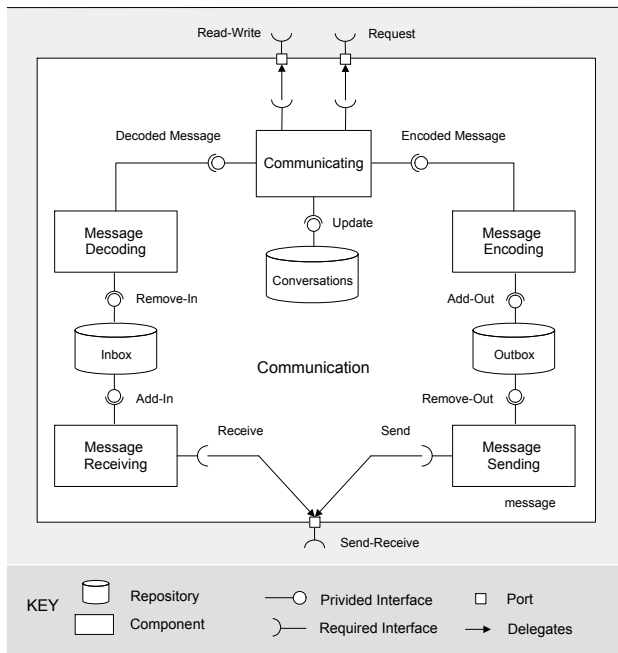 Read-Write
Request
Decoded Message
Encoded Message
Communicating
Message
Decoding
Update
Message
Encoding
Conversations
Remove-In
Add-Out
Inbox
Outbox
Communication
Add-In
Remove-Out
Message
Receiving
Receive
Send
Message
Sending
message
Send-Receive
KEY
Repository
Privided Interface
Port
Component
Required Interface
Delegates